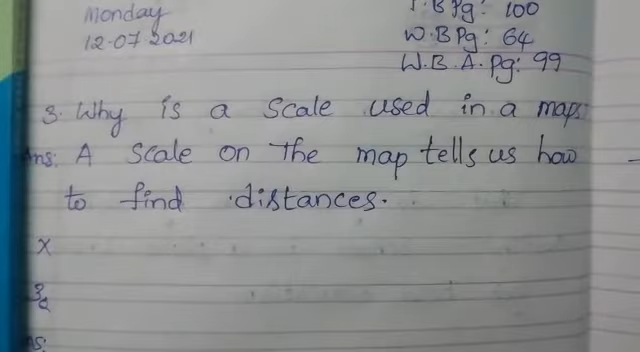 Monday
12-07-2021
T.B Pg: 100
W.B Pg: 64
W.B.A. Pg: 99
3. Why is a scale used in a maps
Ans: A scale on the map tells us how
to find distances.
X